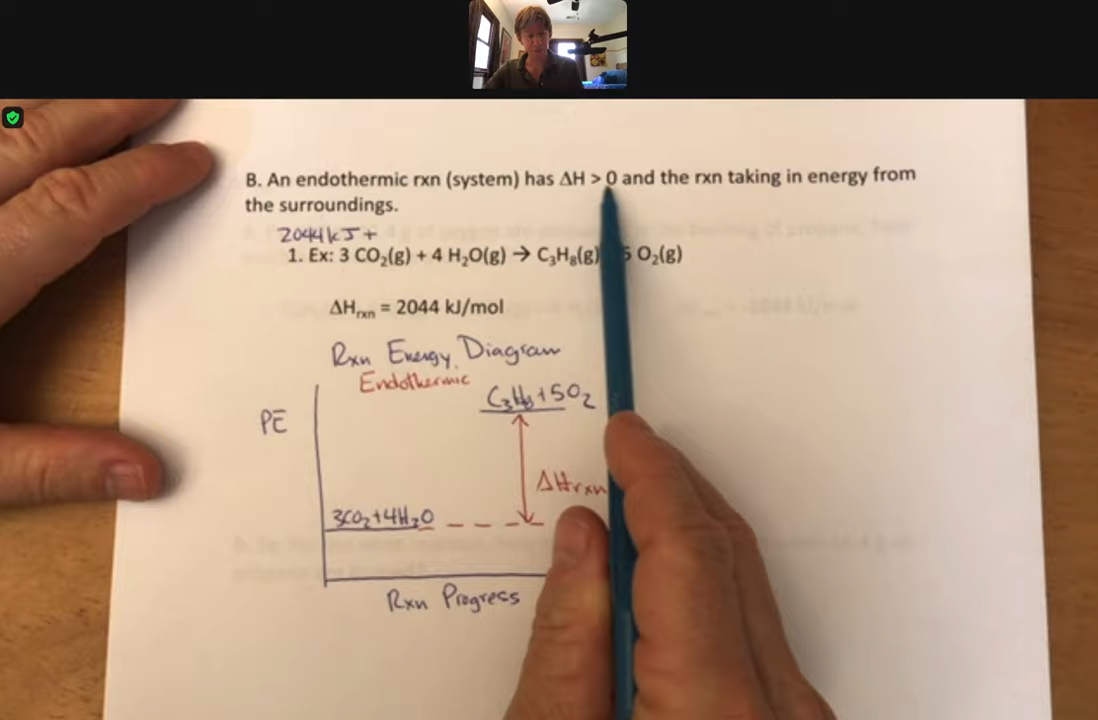 B. An endothermic rxn (system) has ΔH > 0 and the rxn taking in energy from
the surroundings.
2044 kJ +
1. Ex: 3 CO₂(g) + 4 H₂O(g) → C₃H₈(g) 5 O₂(g)
ΔHᵣₓₙ = 2044 kJ/mol
Rxn Energy Diagram
Endothermic
C₃H₈ + 5O₂
PE
ΔHrxn
3CO₂ + 4H₂O
Rxn Progress